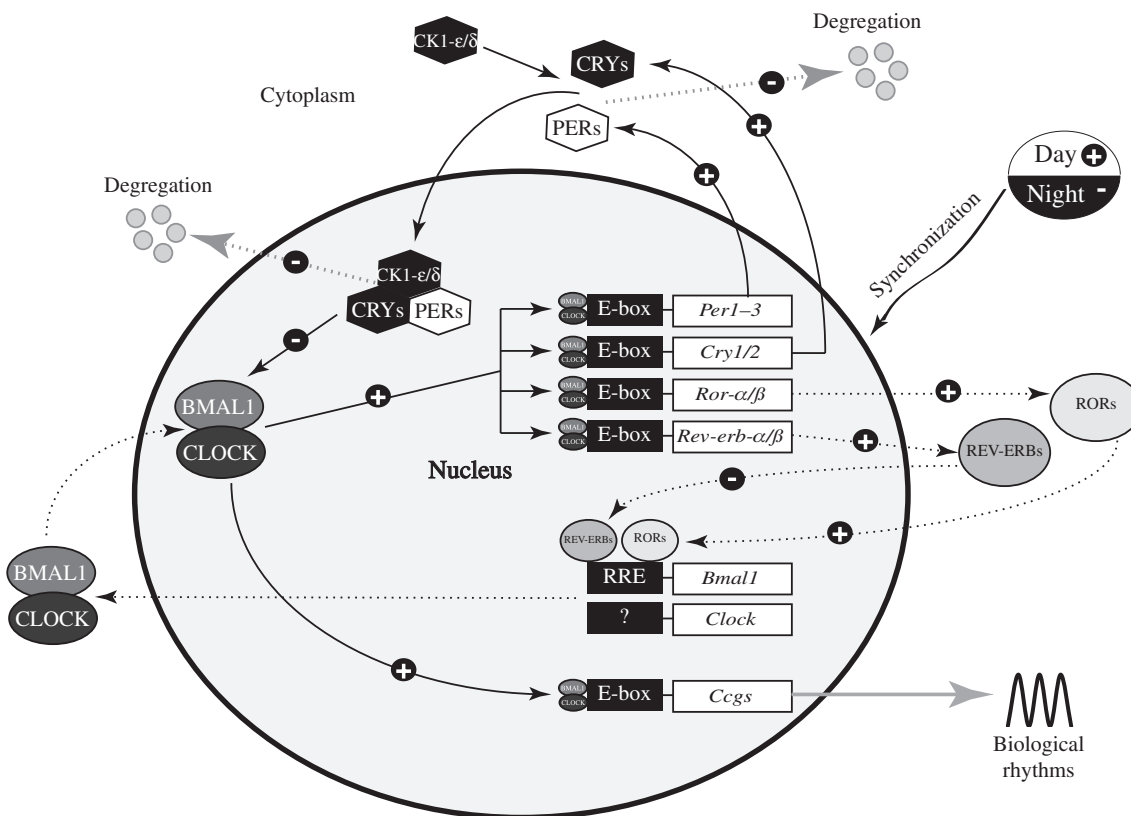 Degregation
CK1-ε/δ
CRYs
-
Cytoplasm
PERs
+
+
Day +
Night -
Degregation
Synchronization
-
CK1-ε/δ
CRYs PERs
-
BMAL1
CLOCK
E-box
Per1–3
BMAL1
CLOCK
E-box
Cry1/2
BMAL1
CLOCK
E-box
Ror-α/β
+
RORs
BMAL1
CLOCK
E-box
Rev-erb-α/β
+
REV-ERBs
BMAL1
CLOCK
+
Nucleus
-
REV-ERBs
RORs
+
RRE
Bmal1
?
Clock
BMAL1
CLOCK
+
BMAL1
CLOCK
E-box
Ccgs
Biological
rhythms